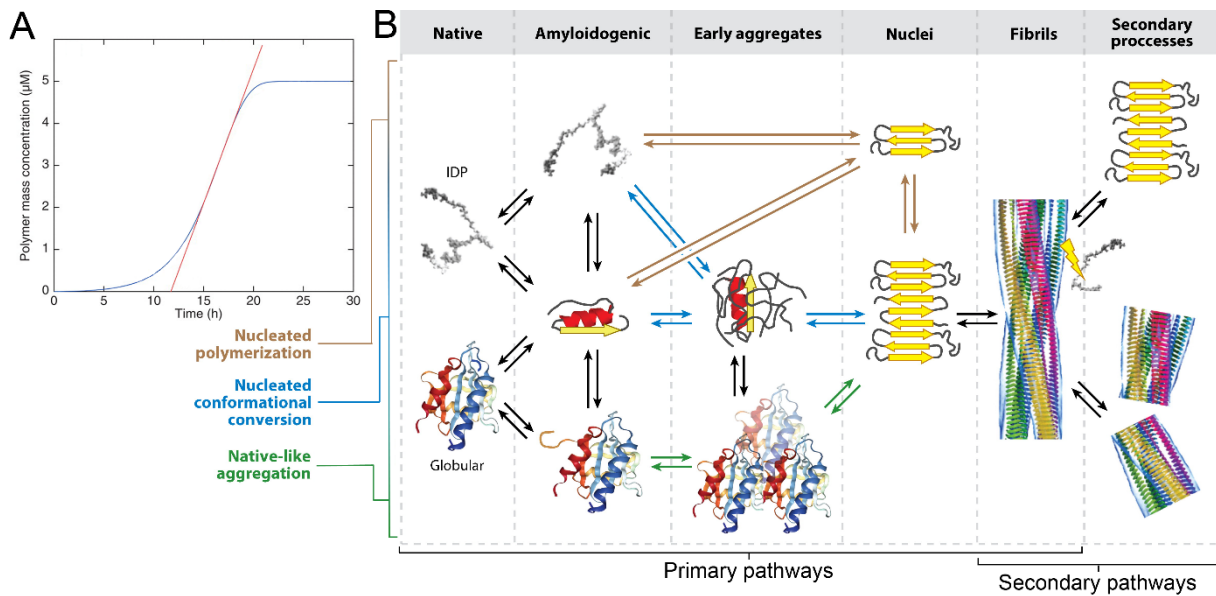 A
Polymer mass concentration (μM)
5
4
3
2
1
0
0
5
10
15
20
25
30
Time (h)
Nucleated
polymerization
Nucleated
conformational
conversion
Native-like
aggregation
B
Native
Amyloidogenic
Early aggregates
Nuclei
Fibrils
Secondary
proccesses
IDP
Globular
Primary pathways
Secondary pathways